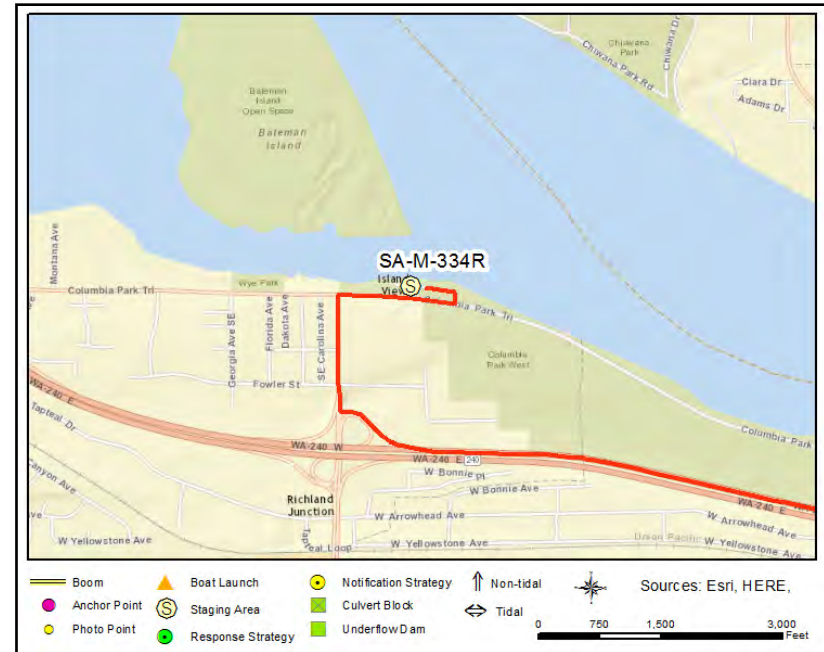 Chiwana Dr
Chiawana
Park
Chiwana Park Rd
Clara Dr
Adams Dr
Bateman
Island
Open Space
Bateman
Island
Montana Ave
SA-M-334R
Island
View
Wye Park
Columbia Park Trl
Columbia Park Trl
Georgia Ave SE
Florida Ave
Dakota Ave
SE Carolina Ave
Columbia
Park West
Fowler St
WA-240 E
Tapteal Dr
Columbia Park
WA-240 W
WA-240 E
240
W Bonnie Pl
W Bonnie Ave
Canyon Ave
Richland
Junction
WA-240 E
W Arrowhead Ave
W Arrowhead Ave
W Yellowstone Ave
Tapteal Loop
W Yellowstone Ave
Union Pacific
W Yellowstone Ave
Boom
Boat Launch
Notification Strategy
Non-tidal
Sources: Esri, HERE,
Anchor Point
S Staging Area
Culvert Block
Tidal
Photo Point
Response Strategy
Underflow Dam
0 750 1,500 3,000
Feet